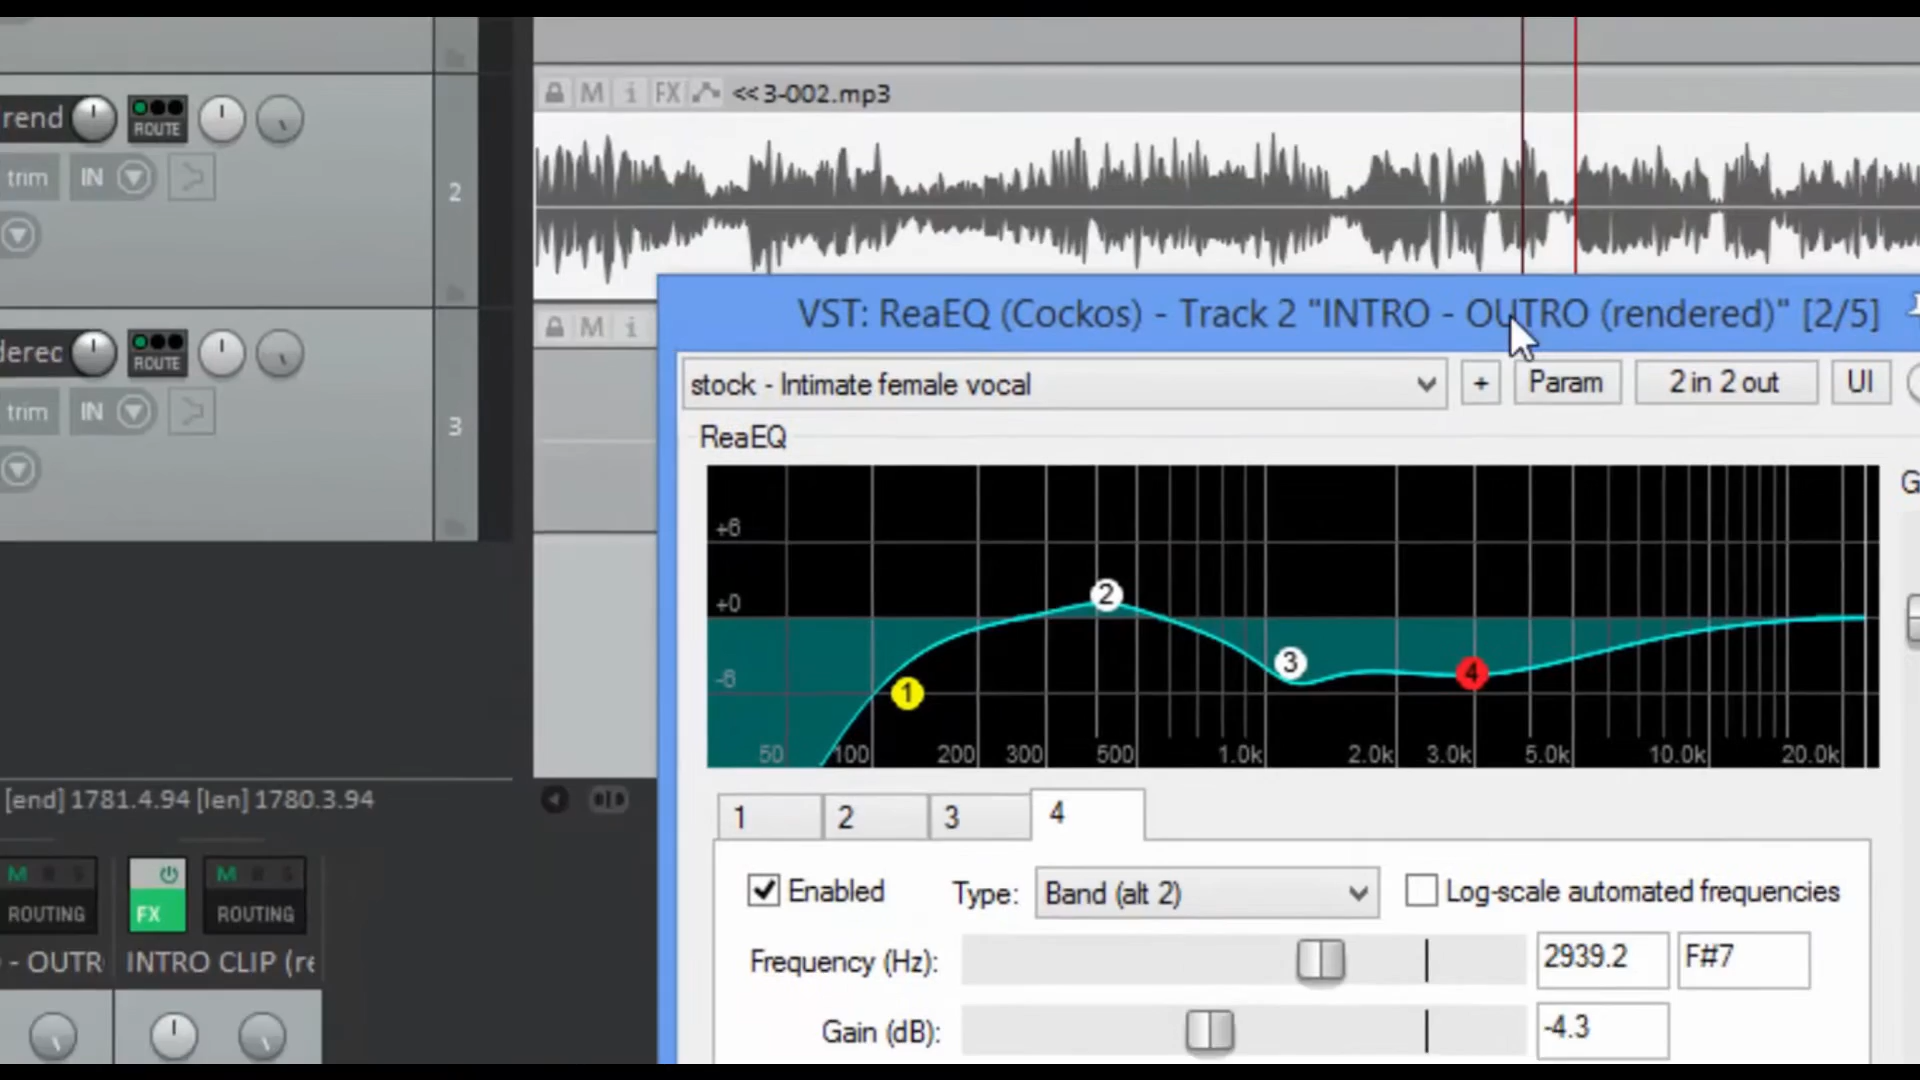 M i FX <<3-002.mp3
rend ROUTE
trim IN
2
VST: ReaEQ (Cockos) - Track 2 "INTRO - OUTRO (rendered)" [2/5]
M i
derec ROUTE
stock - Intimate female vocal + Param 2 in 2 out UI
trim IN
3
ReaEQ
G
+6
+0
-6
1 2 3 4
50 100 200 300 500 1.0k 2.0k 3.0k 5.0k 10.0k 20.0k
[end] 1781.4.94 [len] 1780.3.94
1 2 3 4
M ROUTING FX M ROUTING
Enabled Type: Band (alt 2) Log-scale automated frequencies
- OUTR INTRO CLIP (re
Frequency (Hz): 2939.2 F#7
Gain (dB): -4.3